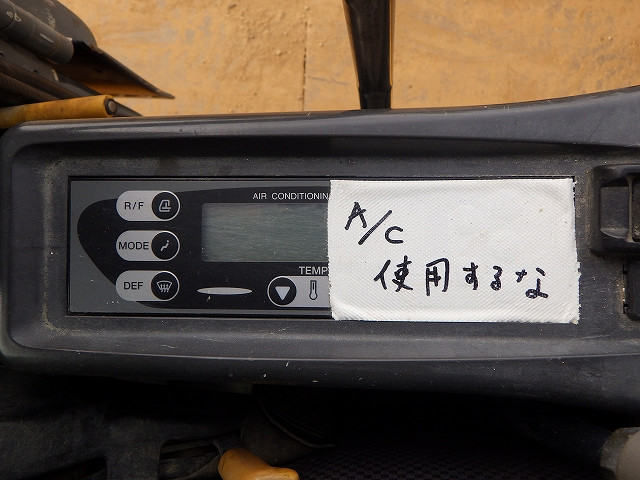 AIR CONDITIONIN
R/F
MODE
DEF
TEMP
A/C
使用するな